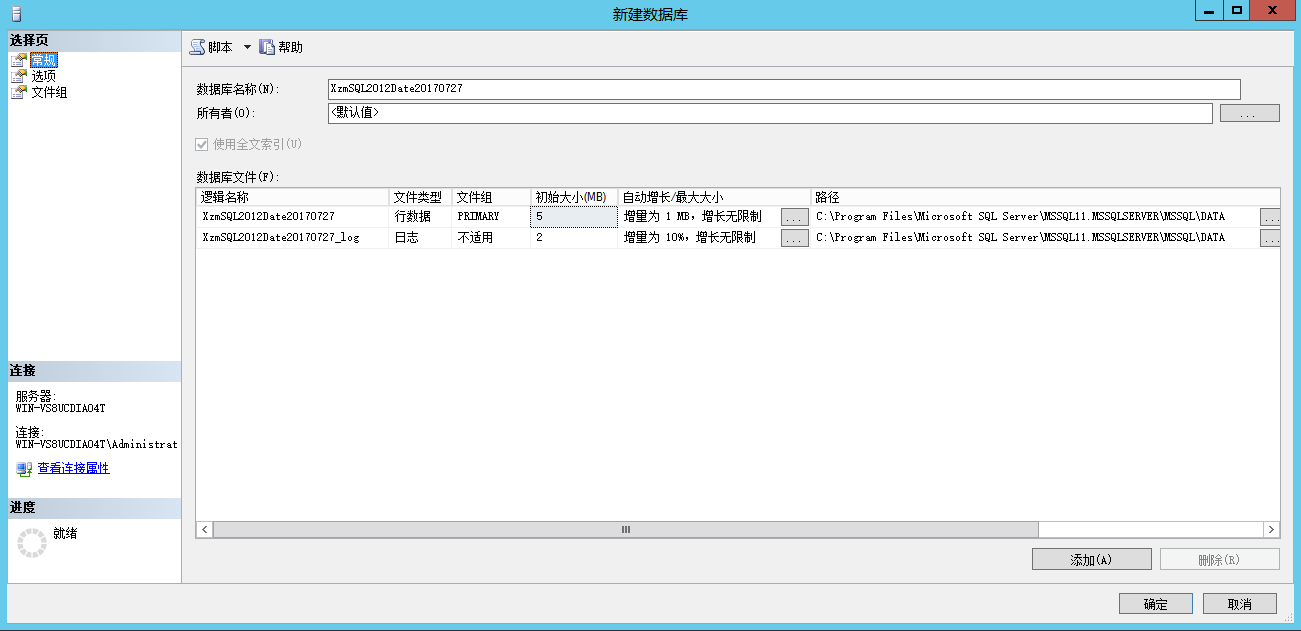 新建数据库
选择页
常规
选项
文件组
脚本 帮助
数据库名称(N): XzmSQL2012Date20170727
所有者(O): <默认值> ...
使用全文索引(U)
数据库文件(F):
逻辑名称 文件类型 文件组 初始大小(MB) 自动增长/最大大小 路径
XzmSQL2012Date20170727 行数据 PRIMARY 5 增量为 1 MB，增长无限制 ... C:\Program Files\Microsoft SQL Server\MSSQL11.MSSQLSERVER\MSSQL\DATA ...
XzmSQL2012Date20170727_log 日志 不适用 2 增量为 10%，增长无限制 ... C:\Program Files\Microsoft SQL Server\MSSQL11.MSSQLSERVER\MSSQL\DATA ...
连接
服务器:
WIN-VS8UCDIAO4T
连接:
WIN-VS8UCDIAO4T\Administrat
查看连接属性
进度
就绪
添加(A) 删除(R)
确定 取消